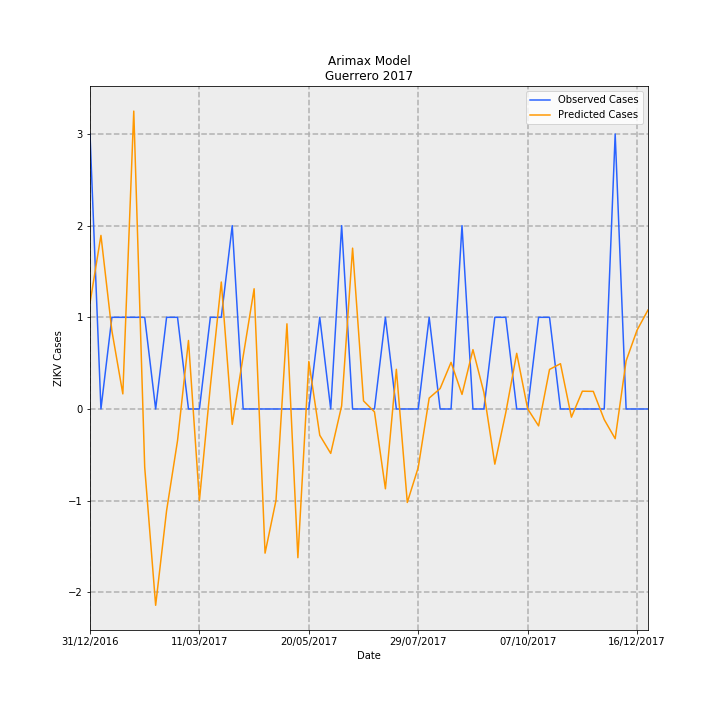 Arimax Model
Guerrero 2017
Observed Cases
Predicted Cases
ZIKV Cases
3
2
1
0
−1
−2
31/12/2016 11/03/2017 20/05/2017 29/07/2017 07/10/2017 16/12/2017
Date